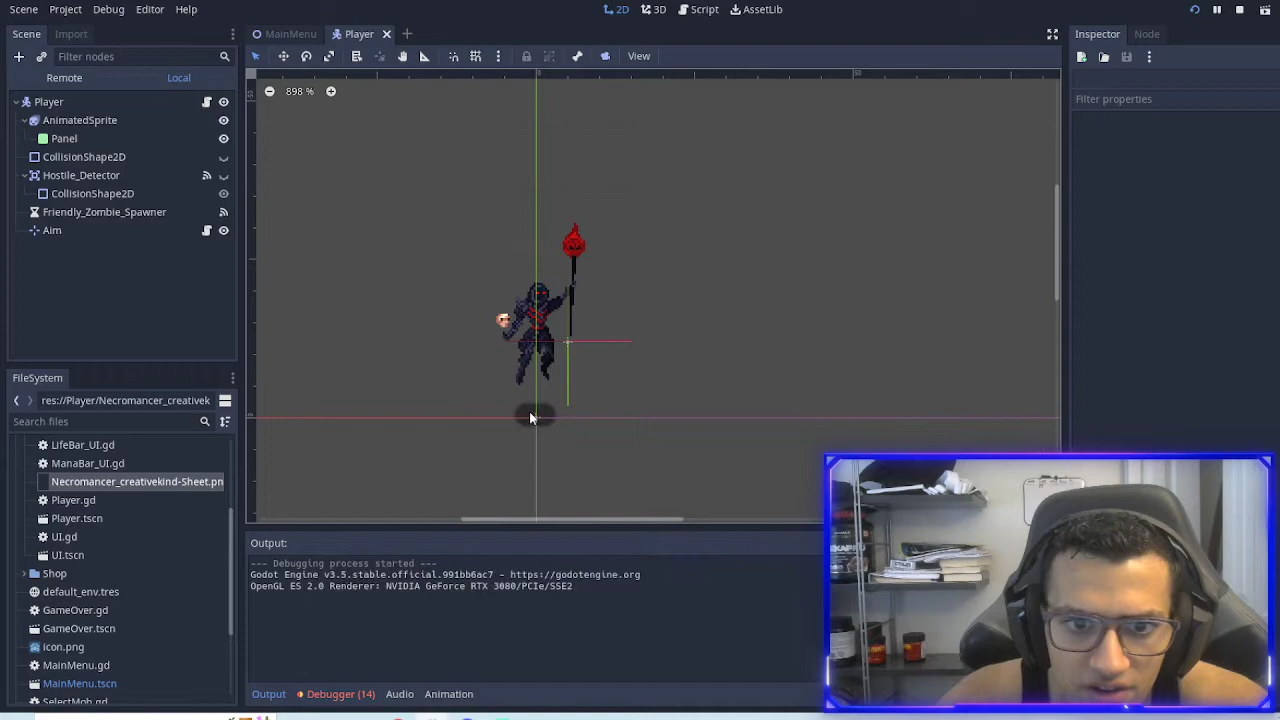 Scene Project Debug Editor Help
2D 3D Script AssetLib
Scene Import
MainMenu Player
Inspector Node
Filter nodes
View
Remote Local
Filter properties
0 50
898 %
Player
AnimatedSprite
Panel
CollisionShape2D
Hostile_Detector
CollisionShape2D
Friendly_Zombie_Spawner
Aim
FileSystem
res://Player/Necromancer_creativek
Search files
LifeBar_UI.gd
ManaBar_UI.gd
Necromancer_creativekind-Sheet.pn
Player.gd
Player.tscn
UI.gd
UI.tscn
Shop
default_env.tres
GameOver.gd
GameOver.tscn
icon.png
MainMenu.gd
MainMenu.tscn
SelectMob.gd
Output:
--- Debugging process started ---
Godot Engine v3.5.stable.official.991bb6ac7 - https://godotengine.org
OpenGL ES 2.0 Renderer: NVIDIA GeForce RTX 3080/PCIe/SSE2
Output Debugger (14) Audio Animation